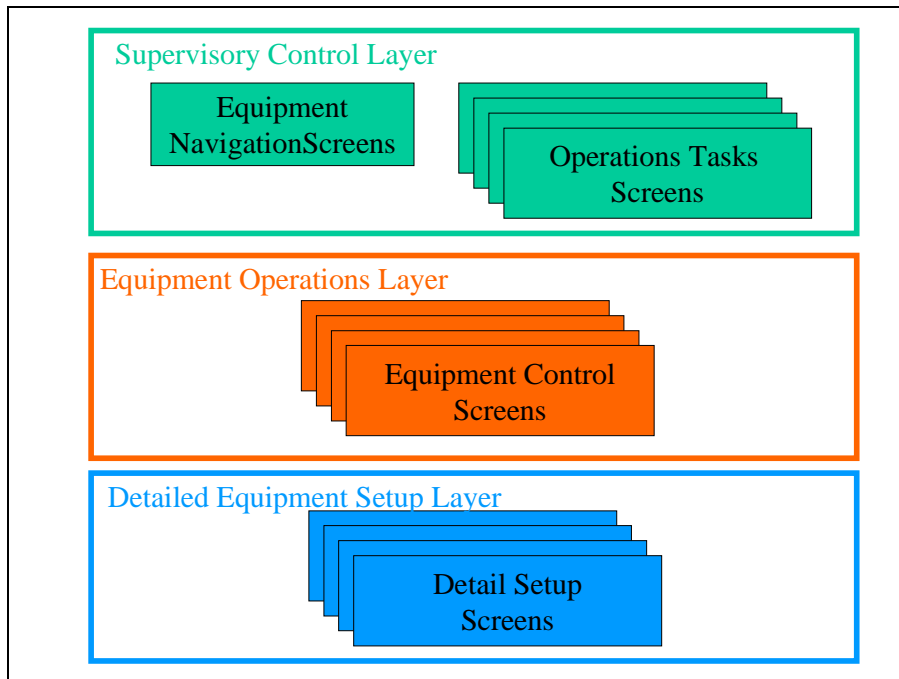 Supervisory Control Layer
Equipment
NavigationScreens
Operations Tasks
Screens
Equipment Operations Layer
Equipment Control
Screens
Detailed Equipment Setup Layer
Detail Setup
Screens